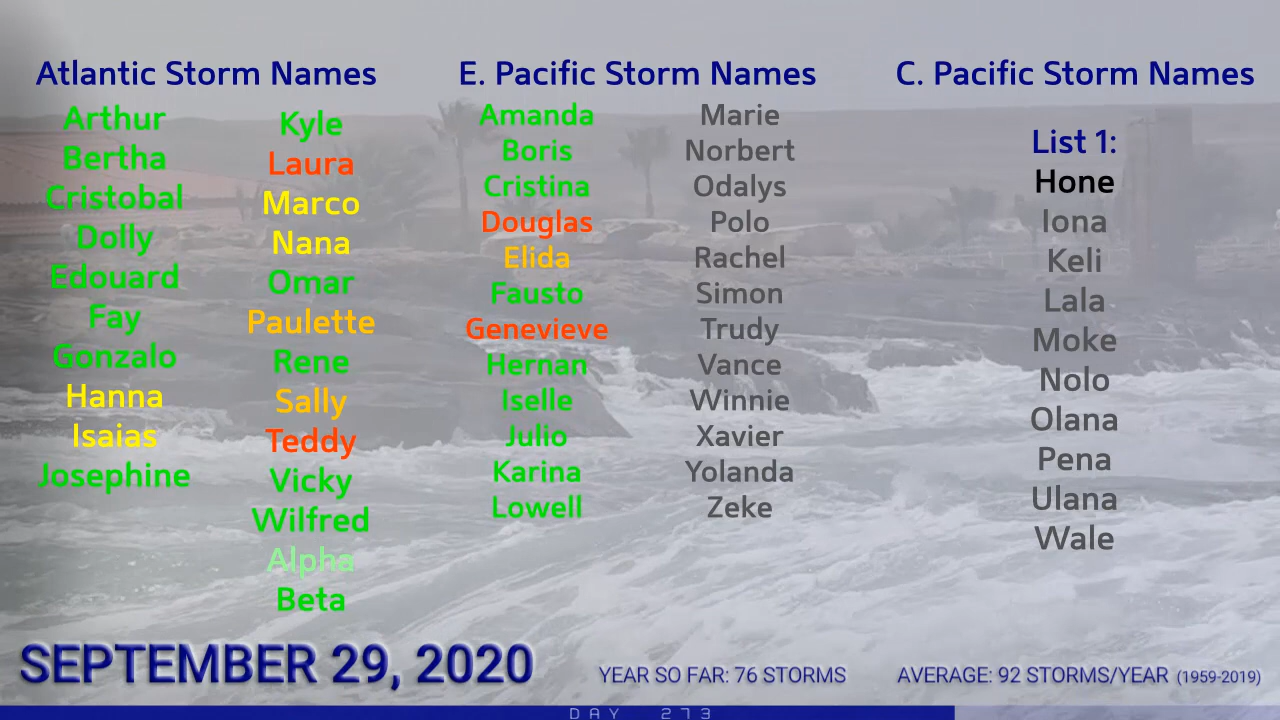 Atlantic Storm Names
Arthur
Bertha
Cristobal
Dolly
Edouard
Fay
Gonzalo
Hanna
Isaias
Josephine
Kyle
Laura
Marco
Nana
Omar
Paulette
Rene
Sally
Teddy
Vicky
Wilfred
Alpha
Beta
E. Pacific Storm Names
Amanda
Boris
Cristina
Douglas
Elida
Fausto
Genevieve
Hernan
Iselle
Julio
Karina
Lowell
Marie
Norbert
Odalys
Polo
Rachel
Simon
Trudy
Vance
Winnie
Xavier
Yolanda
Zeke
C. Pacific Storm Names
List 1:
Hone
Iona
Keli
Lala
Moke
Nolo
Olana
Pena
Ulana
Wale
SEPTEMBER 29, 2020
YEAR SO FAR: 76 STORMS
AVERAGE: 92 STORMS/YEAR (1959-2019)
DAY 273